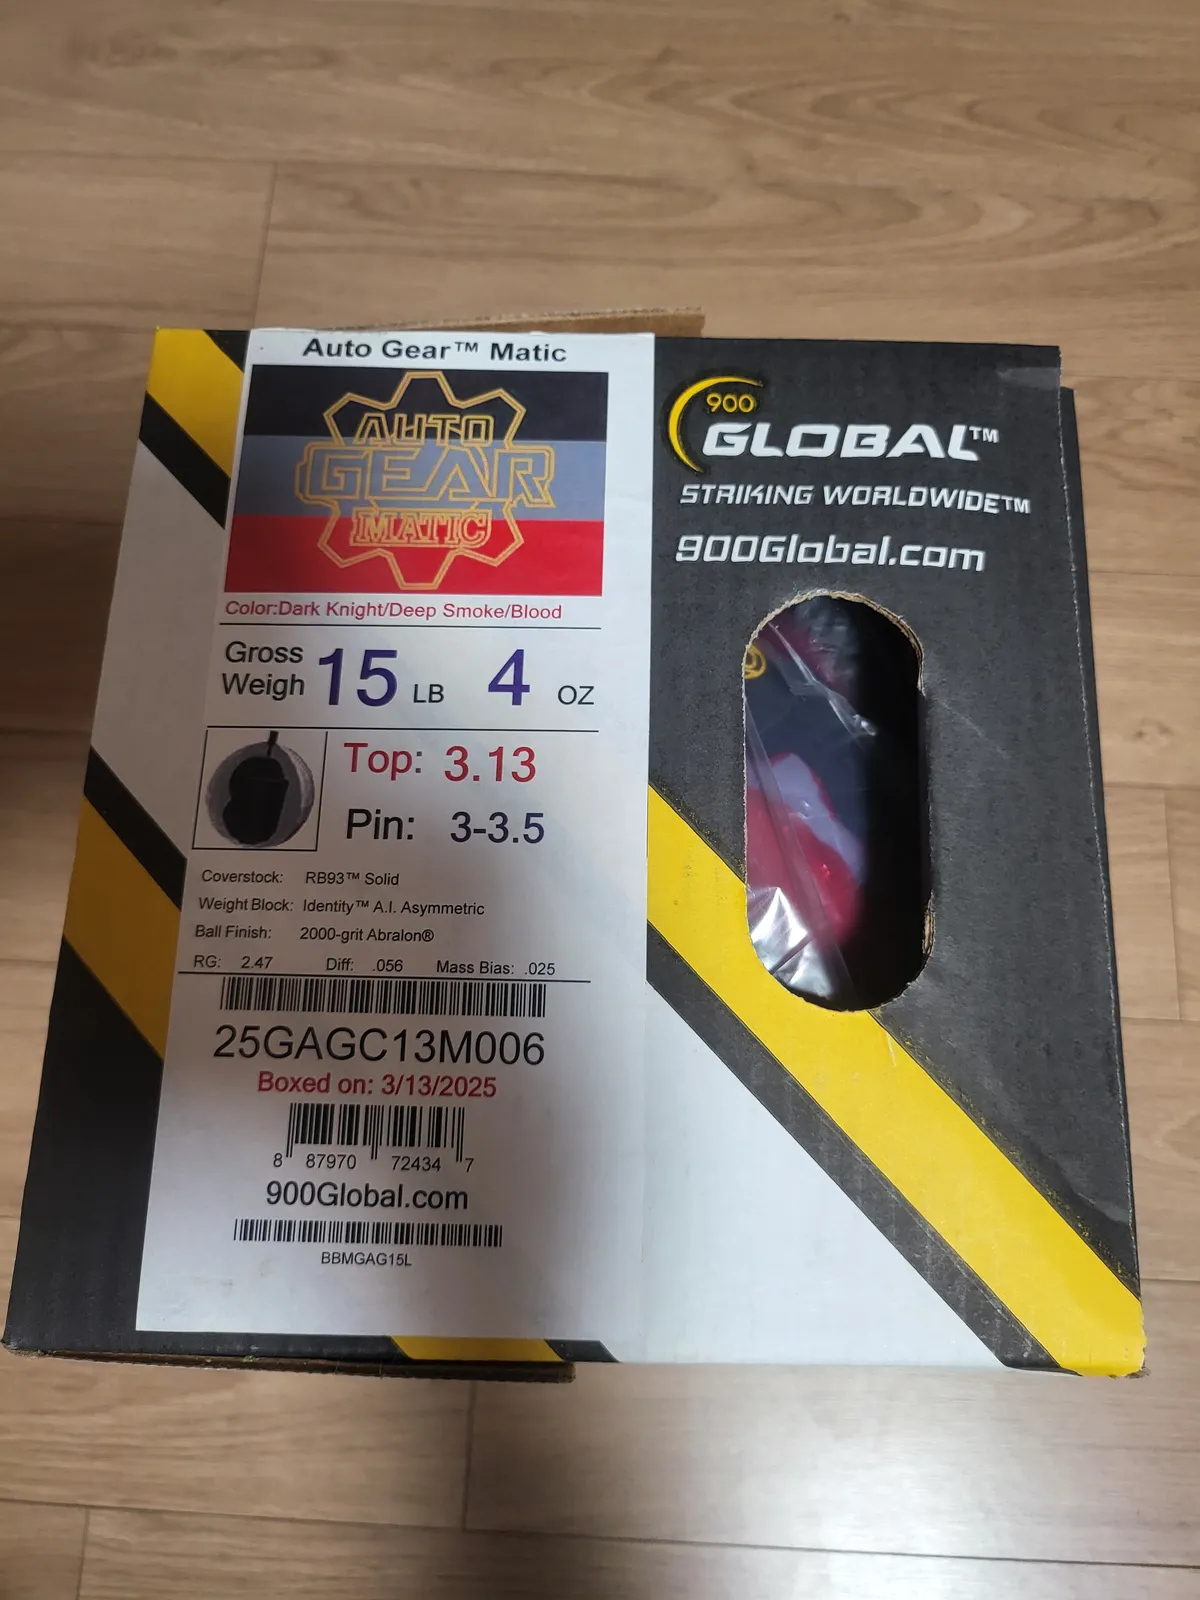 Auto Gear™ Matic
AUTO
GEAR
MATIC
Color:Dark Knight/Deep Smoke/Blood
Gross
Weigh 15 LB 4 OZ
Top: 3.13
Pin: 3-3.5
Coverstock: RB93™ Solid
Weight Block: Identity™ A.I. Asymmetric
Ball Finish: 2000-grit Abralon®
RG: 2.47 Diff: .056 Mass Bias: .025
25GAGC13M006
Boxed on: 3/13/2025
8 87970 72434 7
900Global.com
BBMGAG15L
900
GLOBAL™
STRIKING WORLDWIDE™
900Global.com